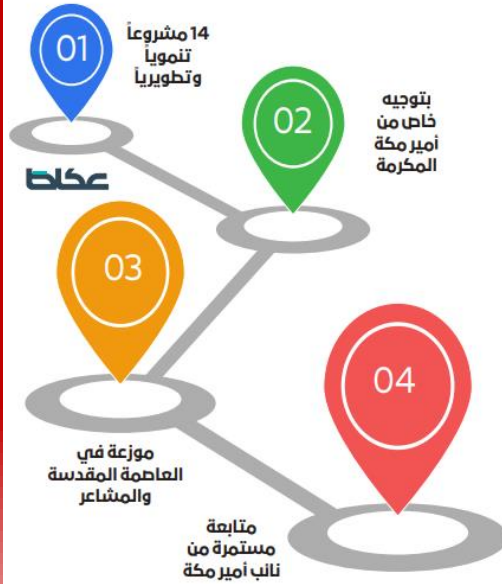 01
14 مشروعاً
تنموياً
وتطويرياً
02
بتوجيه
خاص من
أمير مكة
المكرمة
عكاظ
03
موزعة في
العاصمة المقدسة
والمشاعر
04
متابعة
مستمرة من
نائب أمير مكة